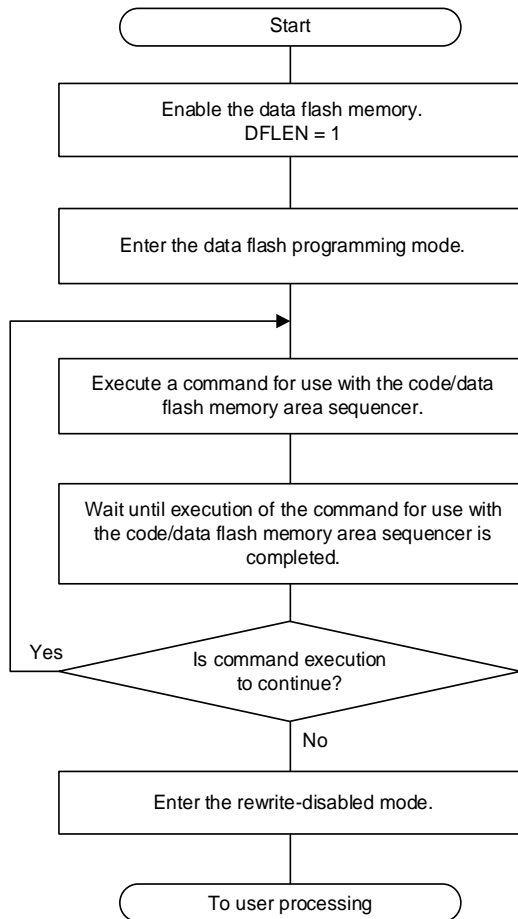 Start
Enable the data flash memory.
DFLEN = 1
Enter the data flash programming mode.
Execute a command for use with the code/data
flash memory area sequencer.
Wait until execution of the command for use with
the code/data flash memory area sequencer is
completed.
Yes
Is command execution
to continue?
No
Enter the rewrite-disabled mode.
To user processing